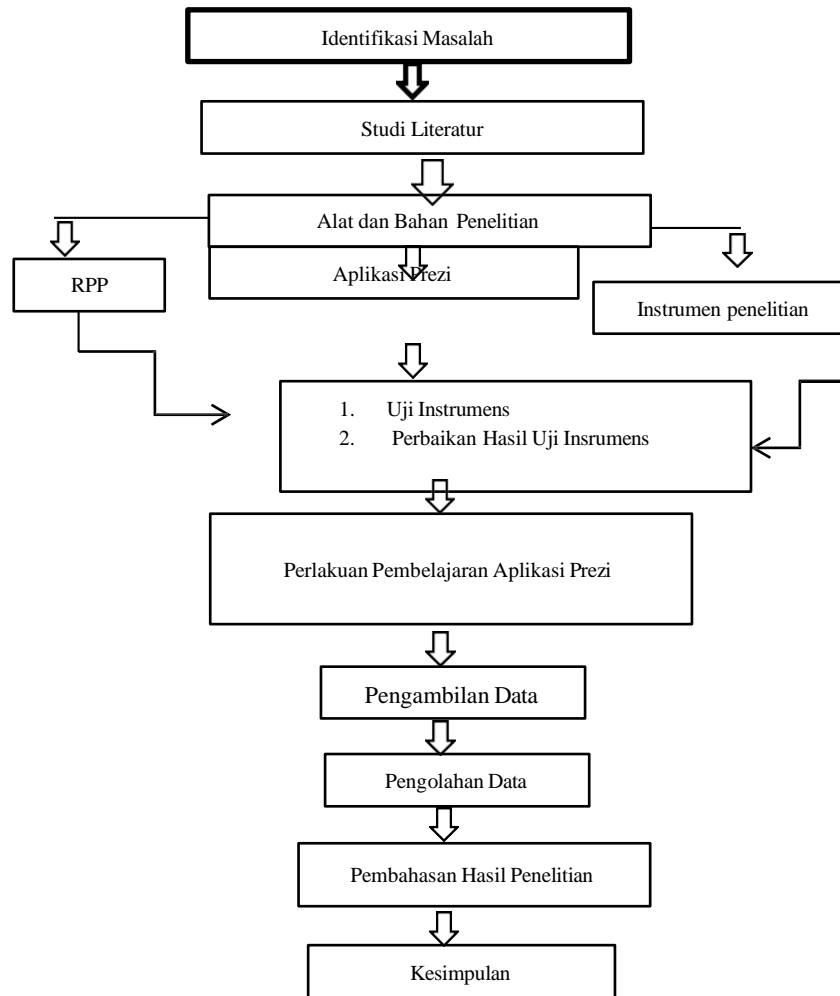 Identifikasi Masalah
Studi Literatur
Alat dan Bahan Penelitian
Aplikasi Prezi
RPP
Instrumen penelitian
1. Uji Instrumens
2. Perbaikan Hasil Uji Insrumens
Perlakuan Pembelajaran Aplikasi Prezi
Pengambilan Data
Pengolahan Data
Pembahasan Hasil Penelitian
Kesimpulan